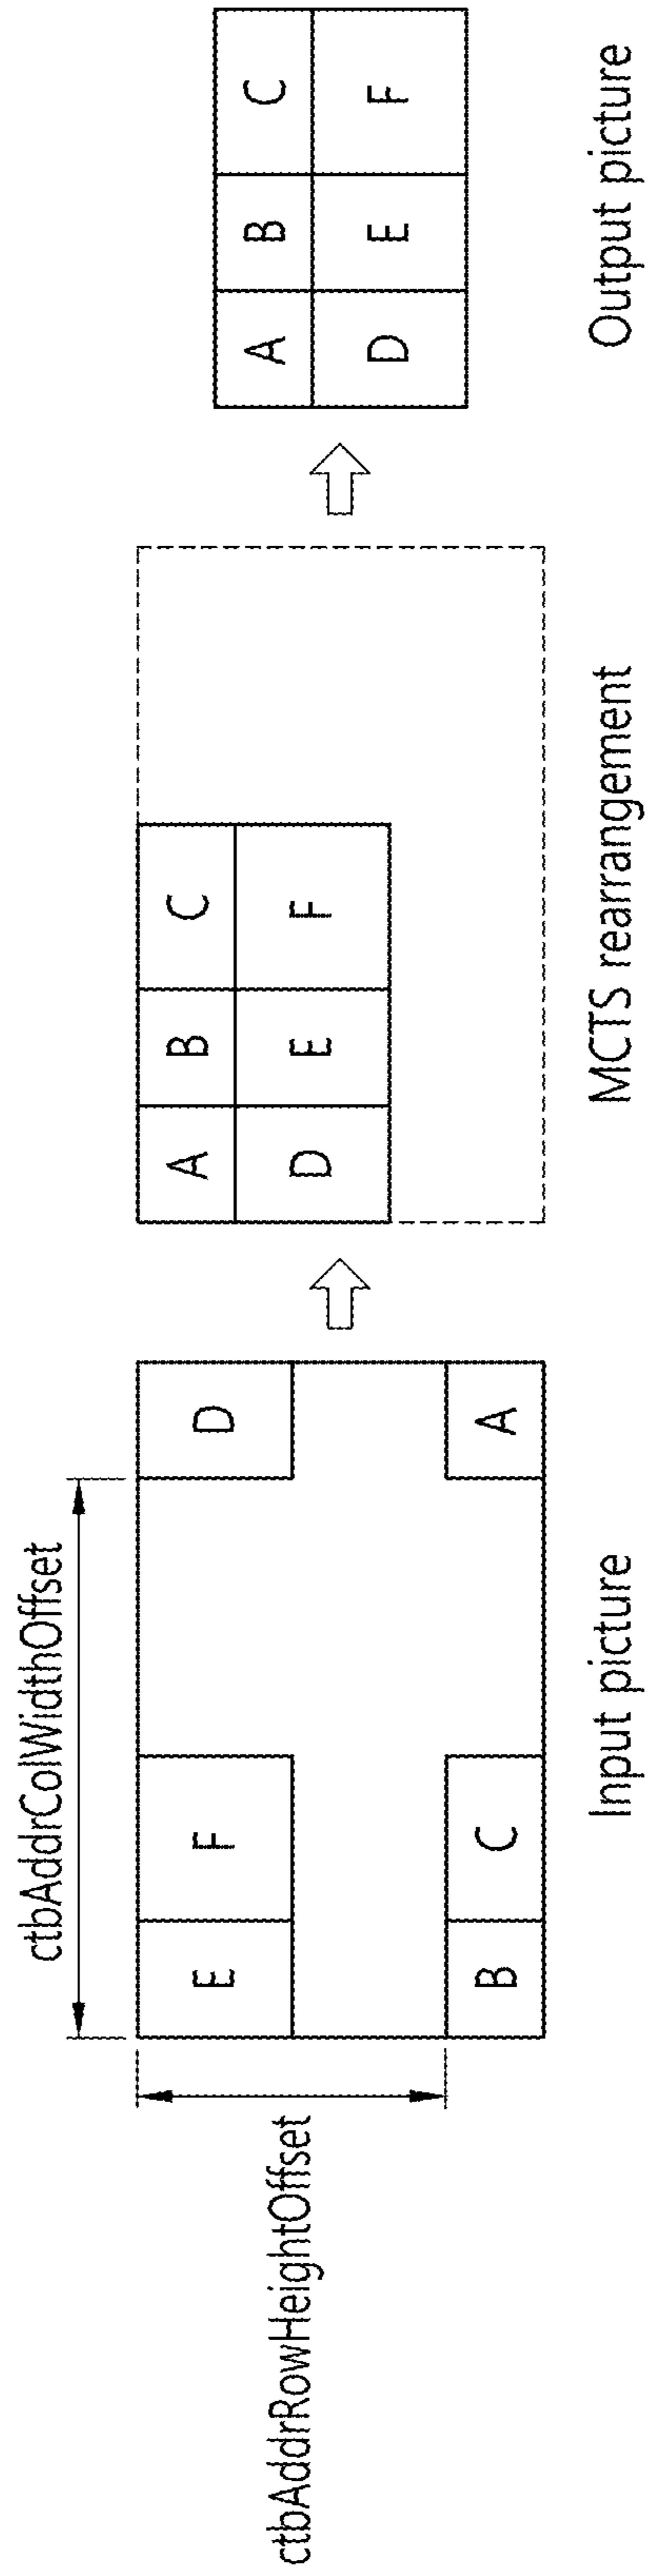 ctbAddrColWidthOffset
ctbAddrRowHeightOffset
E F D
B C A
Input picture
A B C
D E F
MCTS rearrangement
A B C
D E F
Output picture